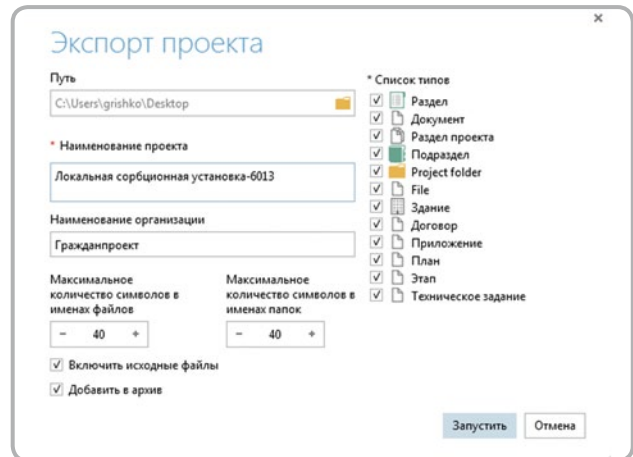 Экспорт проекта
Путь
C:\Users\grishko\Desktop
* Наименование проекта
Локальная сорбционная установка-6013
Наименование организации
Гражданпроект
Максимальное
количество символов в
именах файлов
− 40 +
Максимальное
количество символов в
именах папок
− 40 +
Включить исходные файлы
Добавить в архив
* Список типов
Раздел
Документ
Раздел проекта
Подраздел
Project folder
File
Здание
Договор
Приложение
План
Этап
Техническое задание
Запустить
Отмена